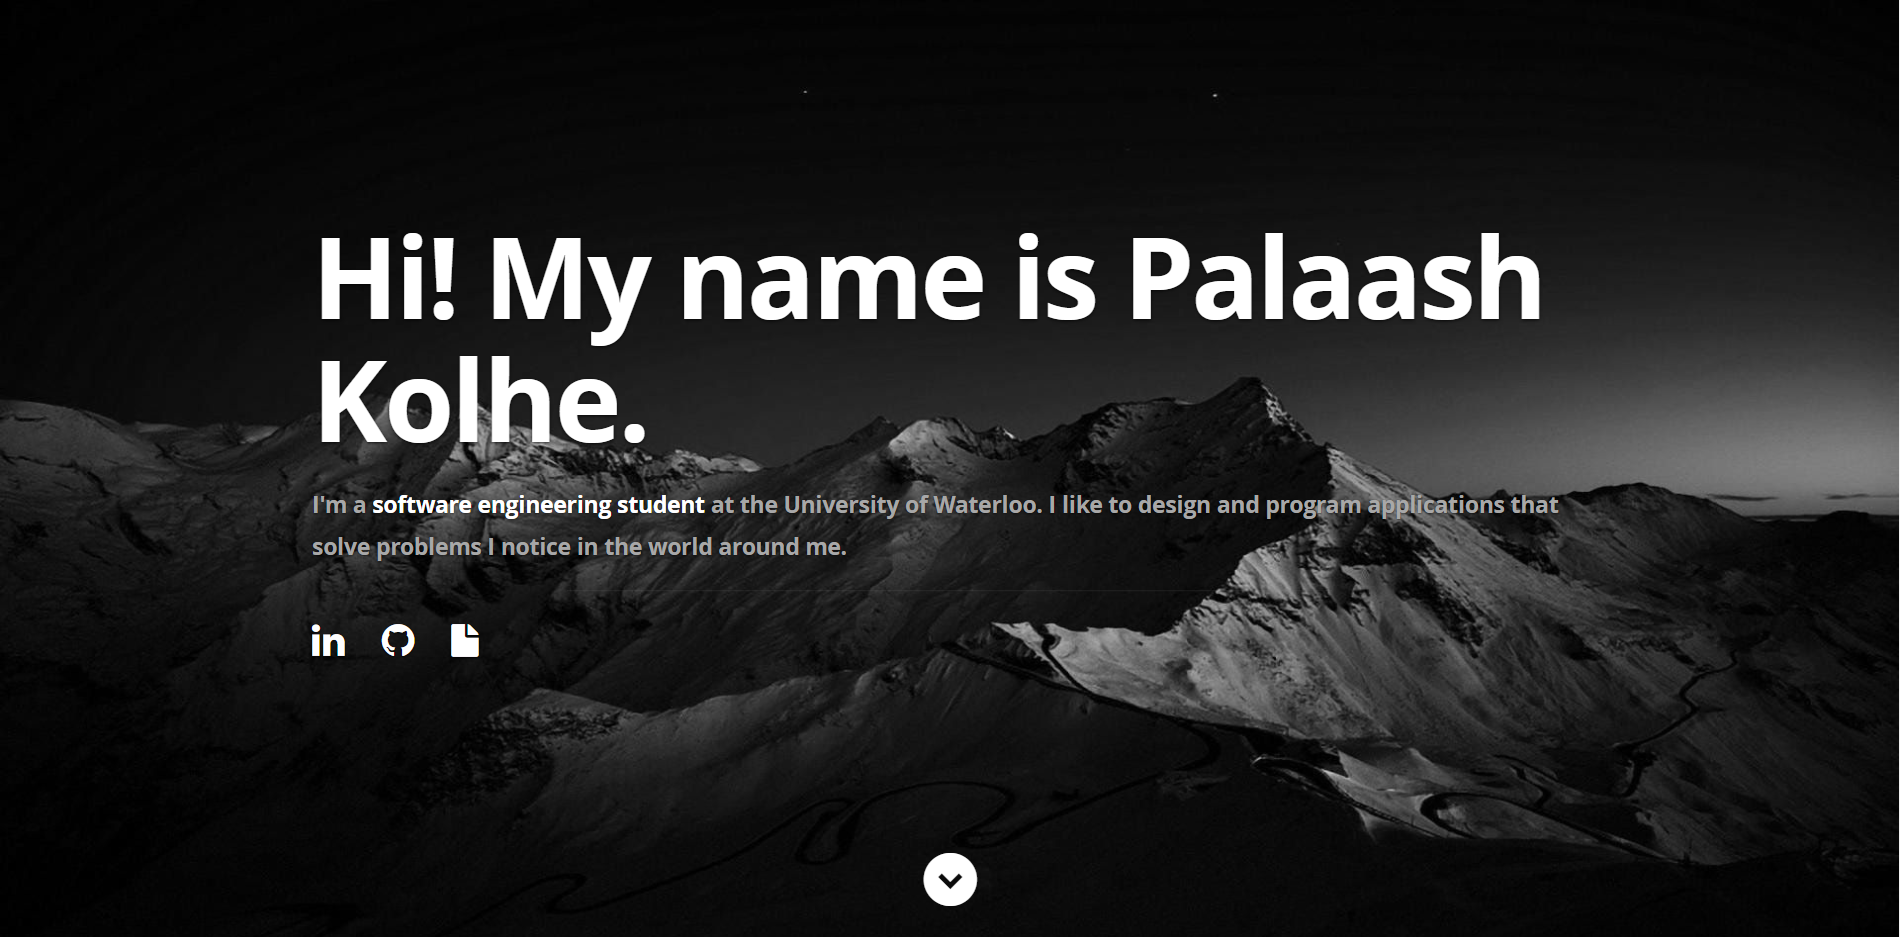 Hi! My name is Palaash
Kolhe.
I'm a software engineering student at the University of Waterloo. I like to design and program applications that
solve problems I notice in the world around me.